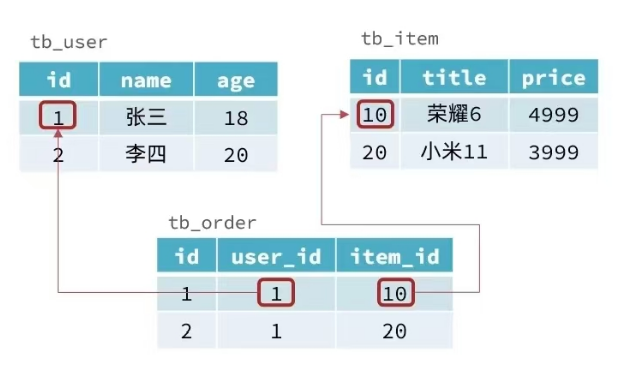 tb_user
id name age
1 张三 18
2 李四 20
tb_item
id title price
10 荣耀6 4999
20 小米11 3999
tb_order
id user_id item_id
1 1 10
2 1 20